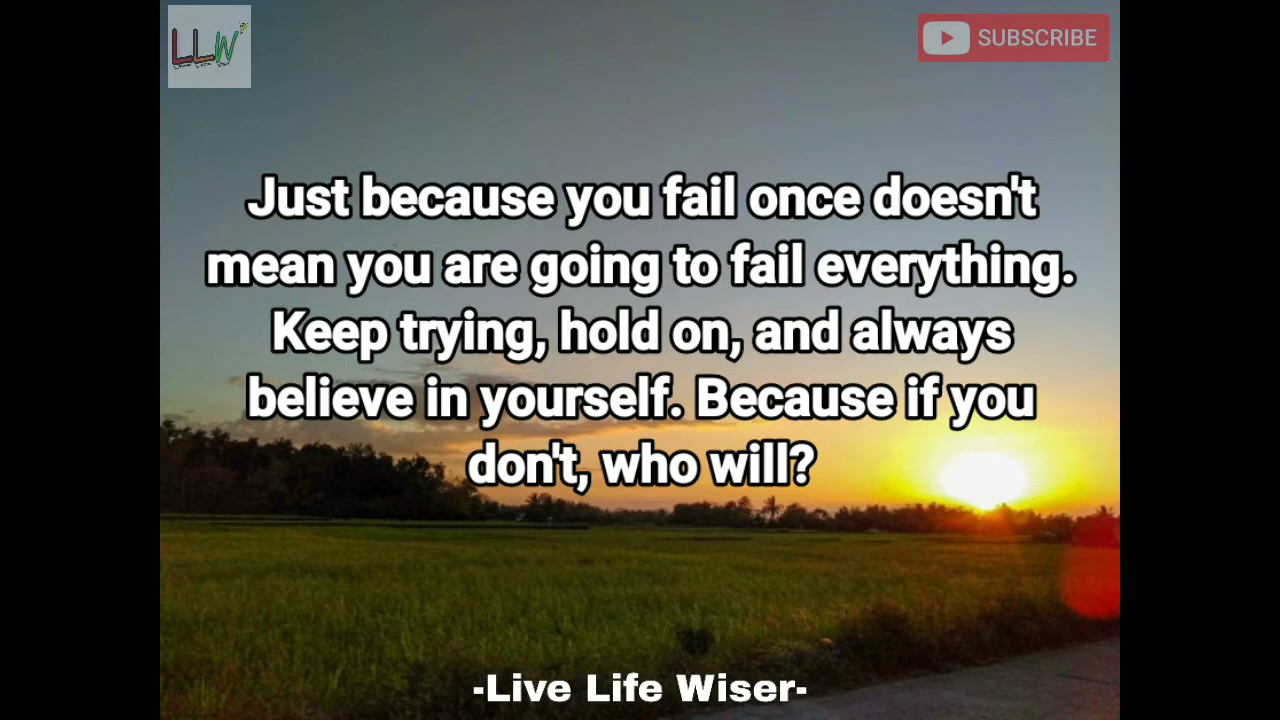 LLW
SUBSCRIBE
Just because you fail once doesn't
mean you are going to fail everything.
Keep trying, hold on, and always
believe in yourself. Because if you
don't, who will?
-Live Life Wiser-